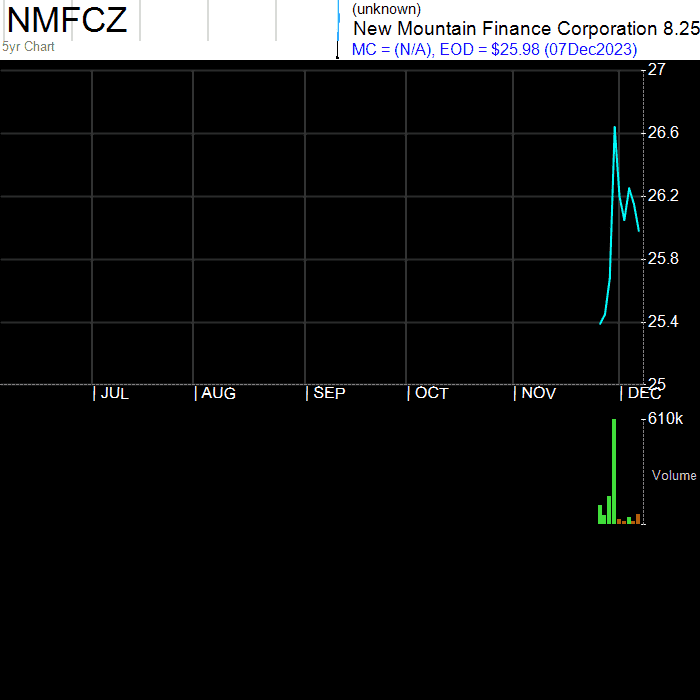 NMFCZ
5yr Chart
(unknown)
New Mountain Finance Corporation 8.25
MC = (N/A), EOD = $25.98 (07Dec2023)
27
26.6
26.2
25.8
25.4
25
| JUL | AUG | SEP | OCT | NOV | DEC
610k
Volume